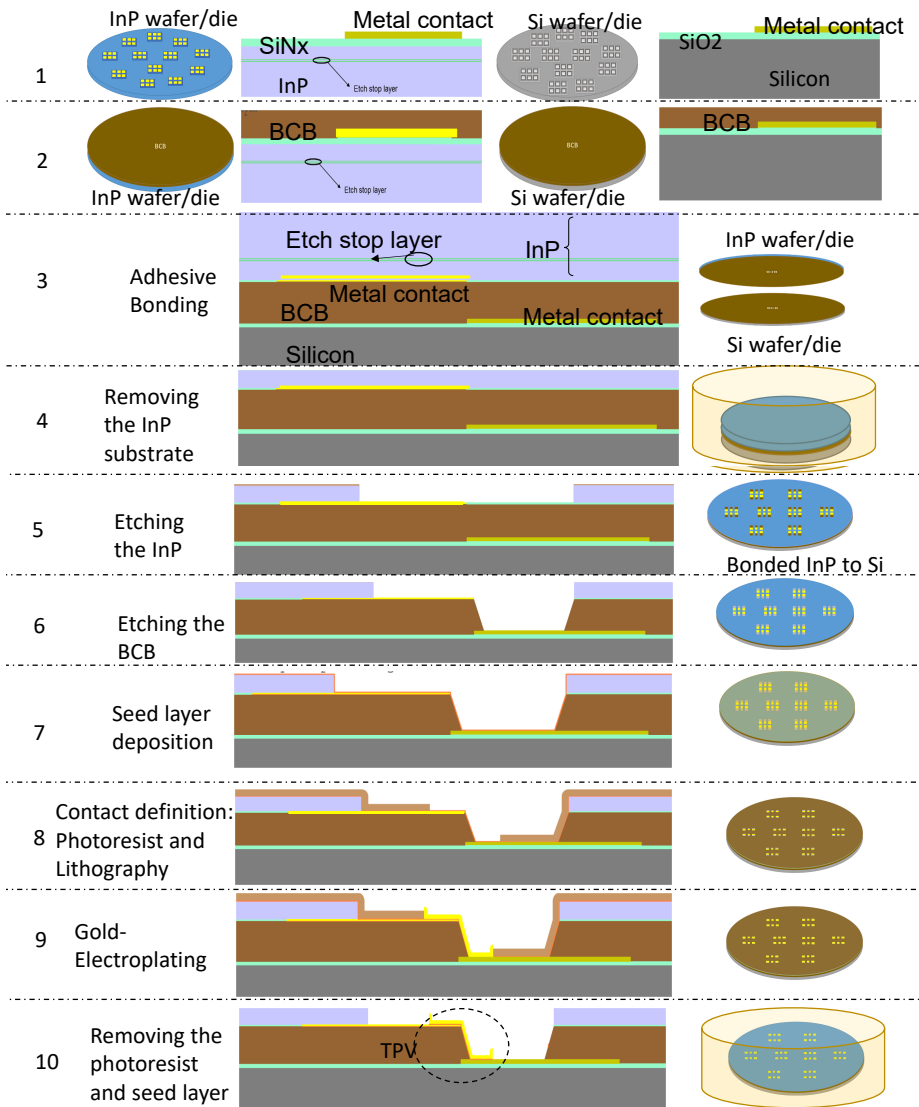 InP wafer/die
Metal contact
SiNx
InP
Etch stop layer
Si wafer/die
Metal contact
SiO2
Silicon
1
BCB
InP wafer/die
BCB
Etch stop layer
BCB
Si wafer/die
BCB
2
3
Adhesive
Bonding
Etch stop layer
InP
Metal contact
BCB
Metal contact
Silicon
InP wafer/die
Si wafer/die
4
Removing
the InP
substrate
5
Etching
the InP
Bonded InP to Si
6
Etching the
BCB
7
Seed layer
deposition
8
Contact definition:
Photoresist and
Lithography
9
Gold-
Electroplating
10
Removing the
photoresist
and seed layer
TPV